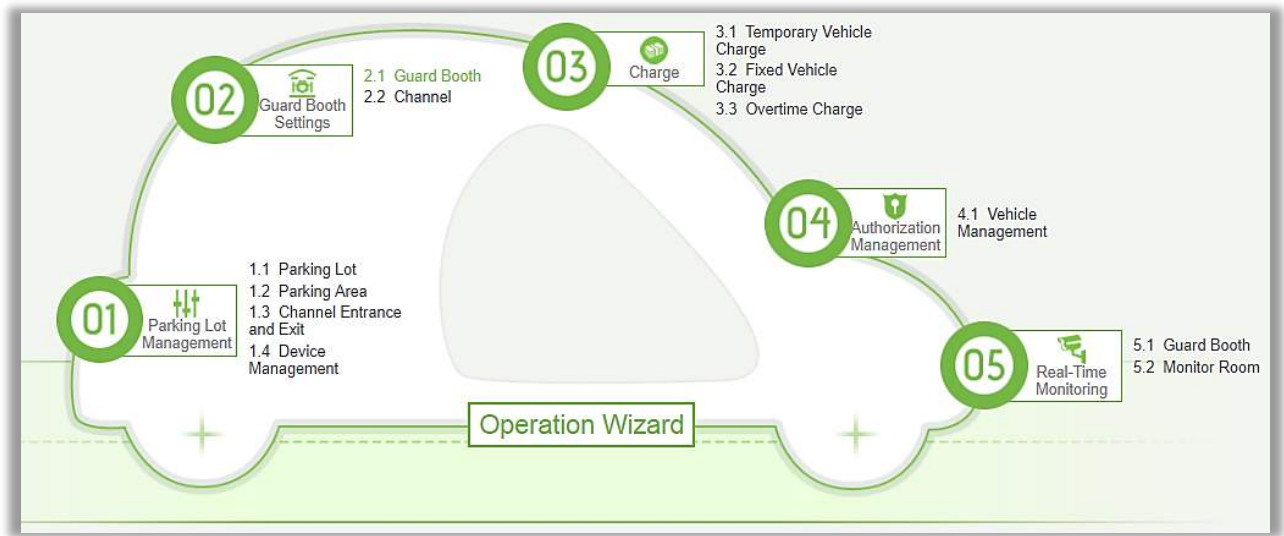 01
Parking Lot
Management
1.1 Parking Lot
1.2 Parking Area
1.3 Channel Entrance
and Exit
1.4 Device
Management
02
Guard Booth
Settings
2.1 Guard Booth
2.2 Channel
03
Charge
3.1 Temporary Vehicle
Charge
3.2 Fixed Vehicle
Charge
3.3 Overtime Charge
04
Authorization
Management
4.1 Vehicle
Management
05
Real-Time
Monitoring
5.1 Guard Booth
5.2 Monitor Room
Operation Wizard